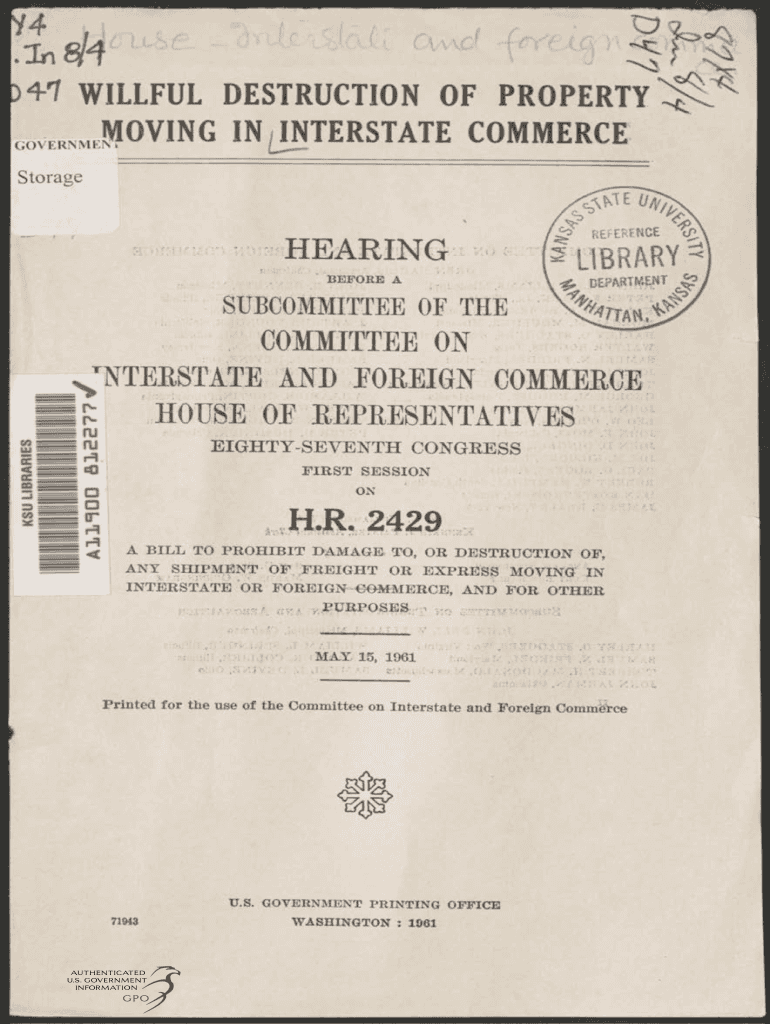 Y4
. In 8/4
D47
House - Interstate and foreign
WILLFUL DESTRUCTION OF PROPERTY
MOVING IN INTERSTATE COMMERCE
GOVERNMENT
Storage
KANSAS STATE UNIVERSITY
REFERENCE
LIBRARY
DEPARTMENT
MANHATTAN, KANSAS
HEARING
BEFORE A
SUBCOMMITTEE OF THE
COMMITTEE ON
INTERSTATE AND FOREIGN COMMERCE
HOUSE OF REPRESENTATIVES
EIGHTY-SEVENTH CONGRESS
FIRST SESSION
ON
H.R. 2429
KSU LIBRARIES
A11900 812277
A BILL TO PROHIBIT DAMAGE TO, OR DESTRUCTION OF,
ANY SHIPMENT OF FREIGHT OR EXPRESS MOVING IN
INTERSTATE OR FOREIGN COMMERCE, AND FOR OTHER
PURPOSES
MAY 15, 1961
Printed for the use of the Committee on Interstate and Foreign Commerce
U.S. GOVERNMENT PRINTING OFFICE
71943 WASHINGTON : 1961
AUTHENTICATED
U.S. GOVERNMENT
INFORMATION
GPO